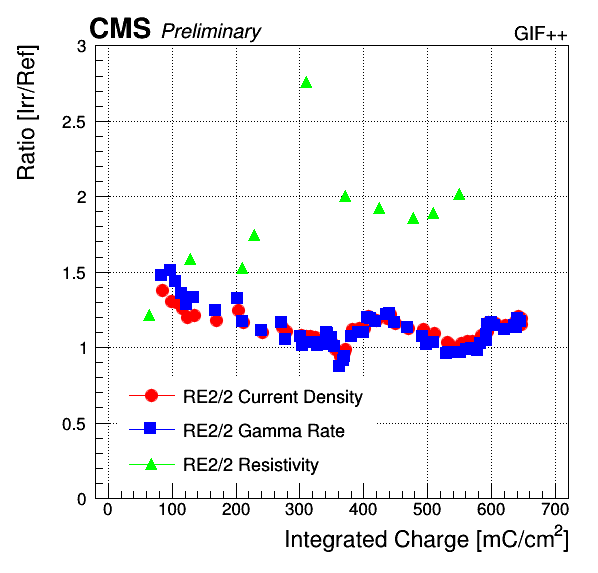 CMS Preliminary GIF++
Ratio [Irr/Ref]
3
2.5
2
1.5
1
0.5
0
RE2/2 Current Density
RE2/2 Gamma Rate
RE2/2 Resistivity
0 100 200 300 400 500 600 700
Integrated Charge [mC/cm²]